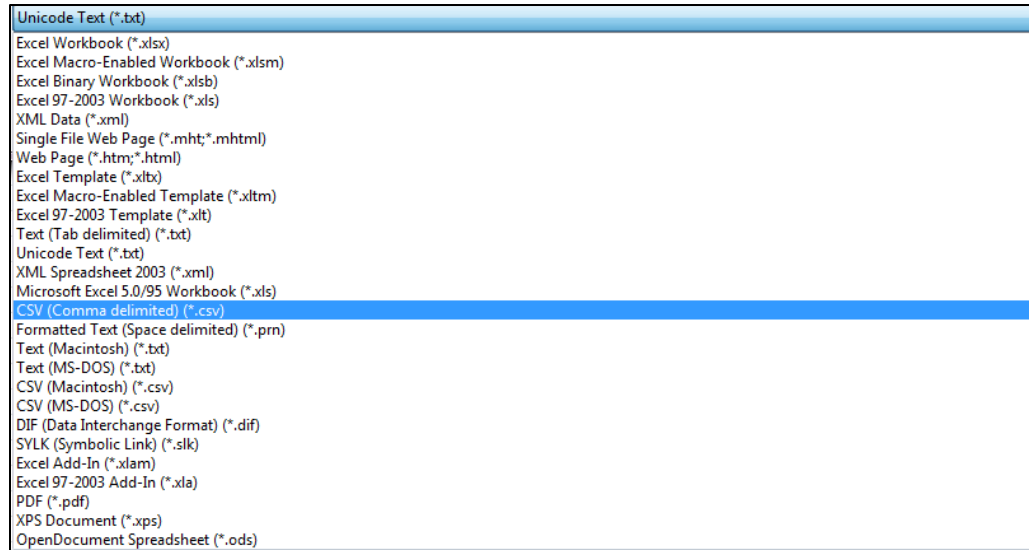 Unicode Text (*.txt)
Excel Workbook (*.xlsx)
Excel Macro-Enabled Workbook (*.xlsm)
Excel Binary Workbook (*.xlsb)
Excel 97-2003 Workbook (*.xls)
XML Data (*.xml)
Single File Web Page (*.mht;*.mhtml)
Web Page (*.htm;*.html)
Excel Template (*.xltx)
Excel Macro-Enabled Template (*.xltm)
Excel 97-2003 Template (*.xlt)
Text (Tab delimited) (*.txt)
Unicode Text (*.txt)
XML Spreadsheet 2003 (*.xml)
Microsoft Excel 5.0/95 Workbook (*.xls)
CSV (Comma delimited) (*.csv)
Formatted Text (Space delimited) (*.prn)
Text (Macintosh) (*.txt)
Text (MS-DOS) (*.txt)
CSV (Macintosh) (*.csv)
CSV (MS-DOS) (*.csv)
DIF (Data Interchange Format) (*.dif)
SYLK (Symbolic Link) (*.slk)
Excel Add-In (*.xlam)
Excel 97-2003 Add-In (*.xla)
PDF (*.pdf)
XPS Document (*.xps)
OpenDocument Spreadsheet (*.ods)